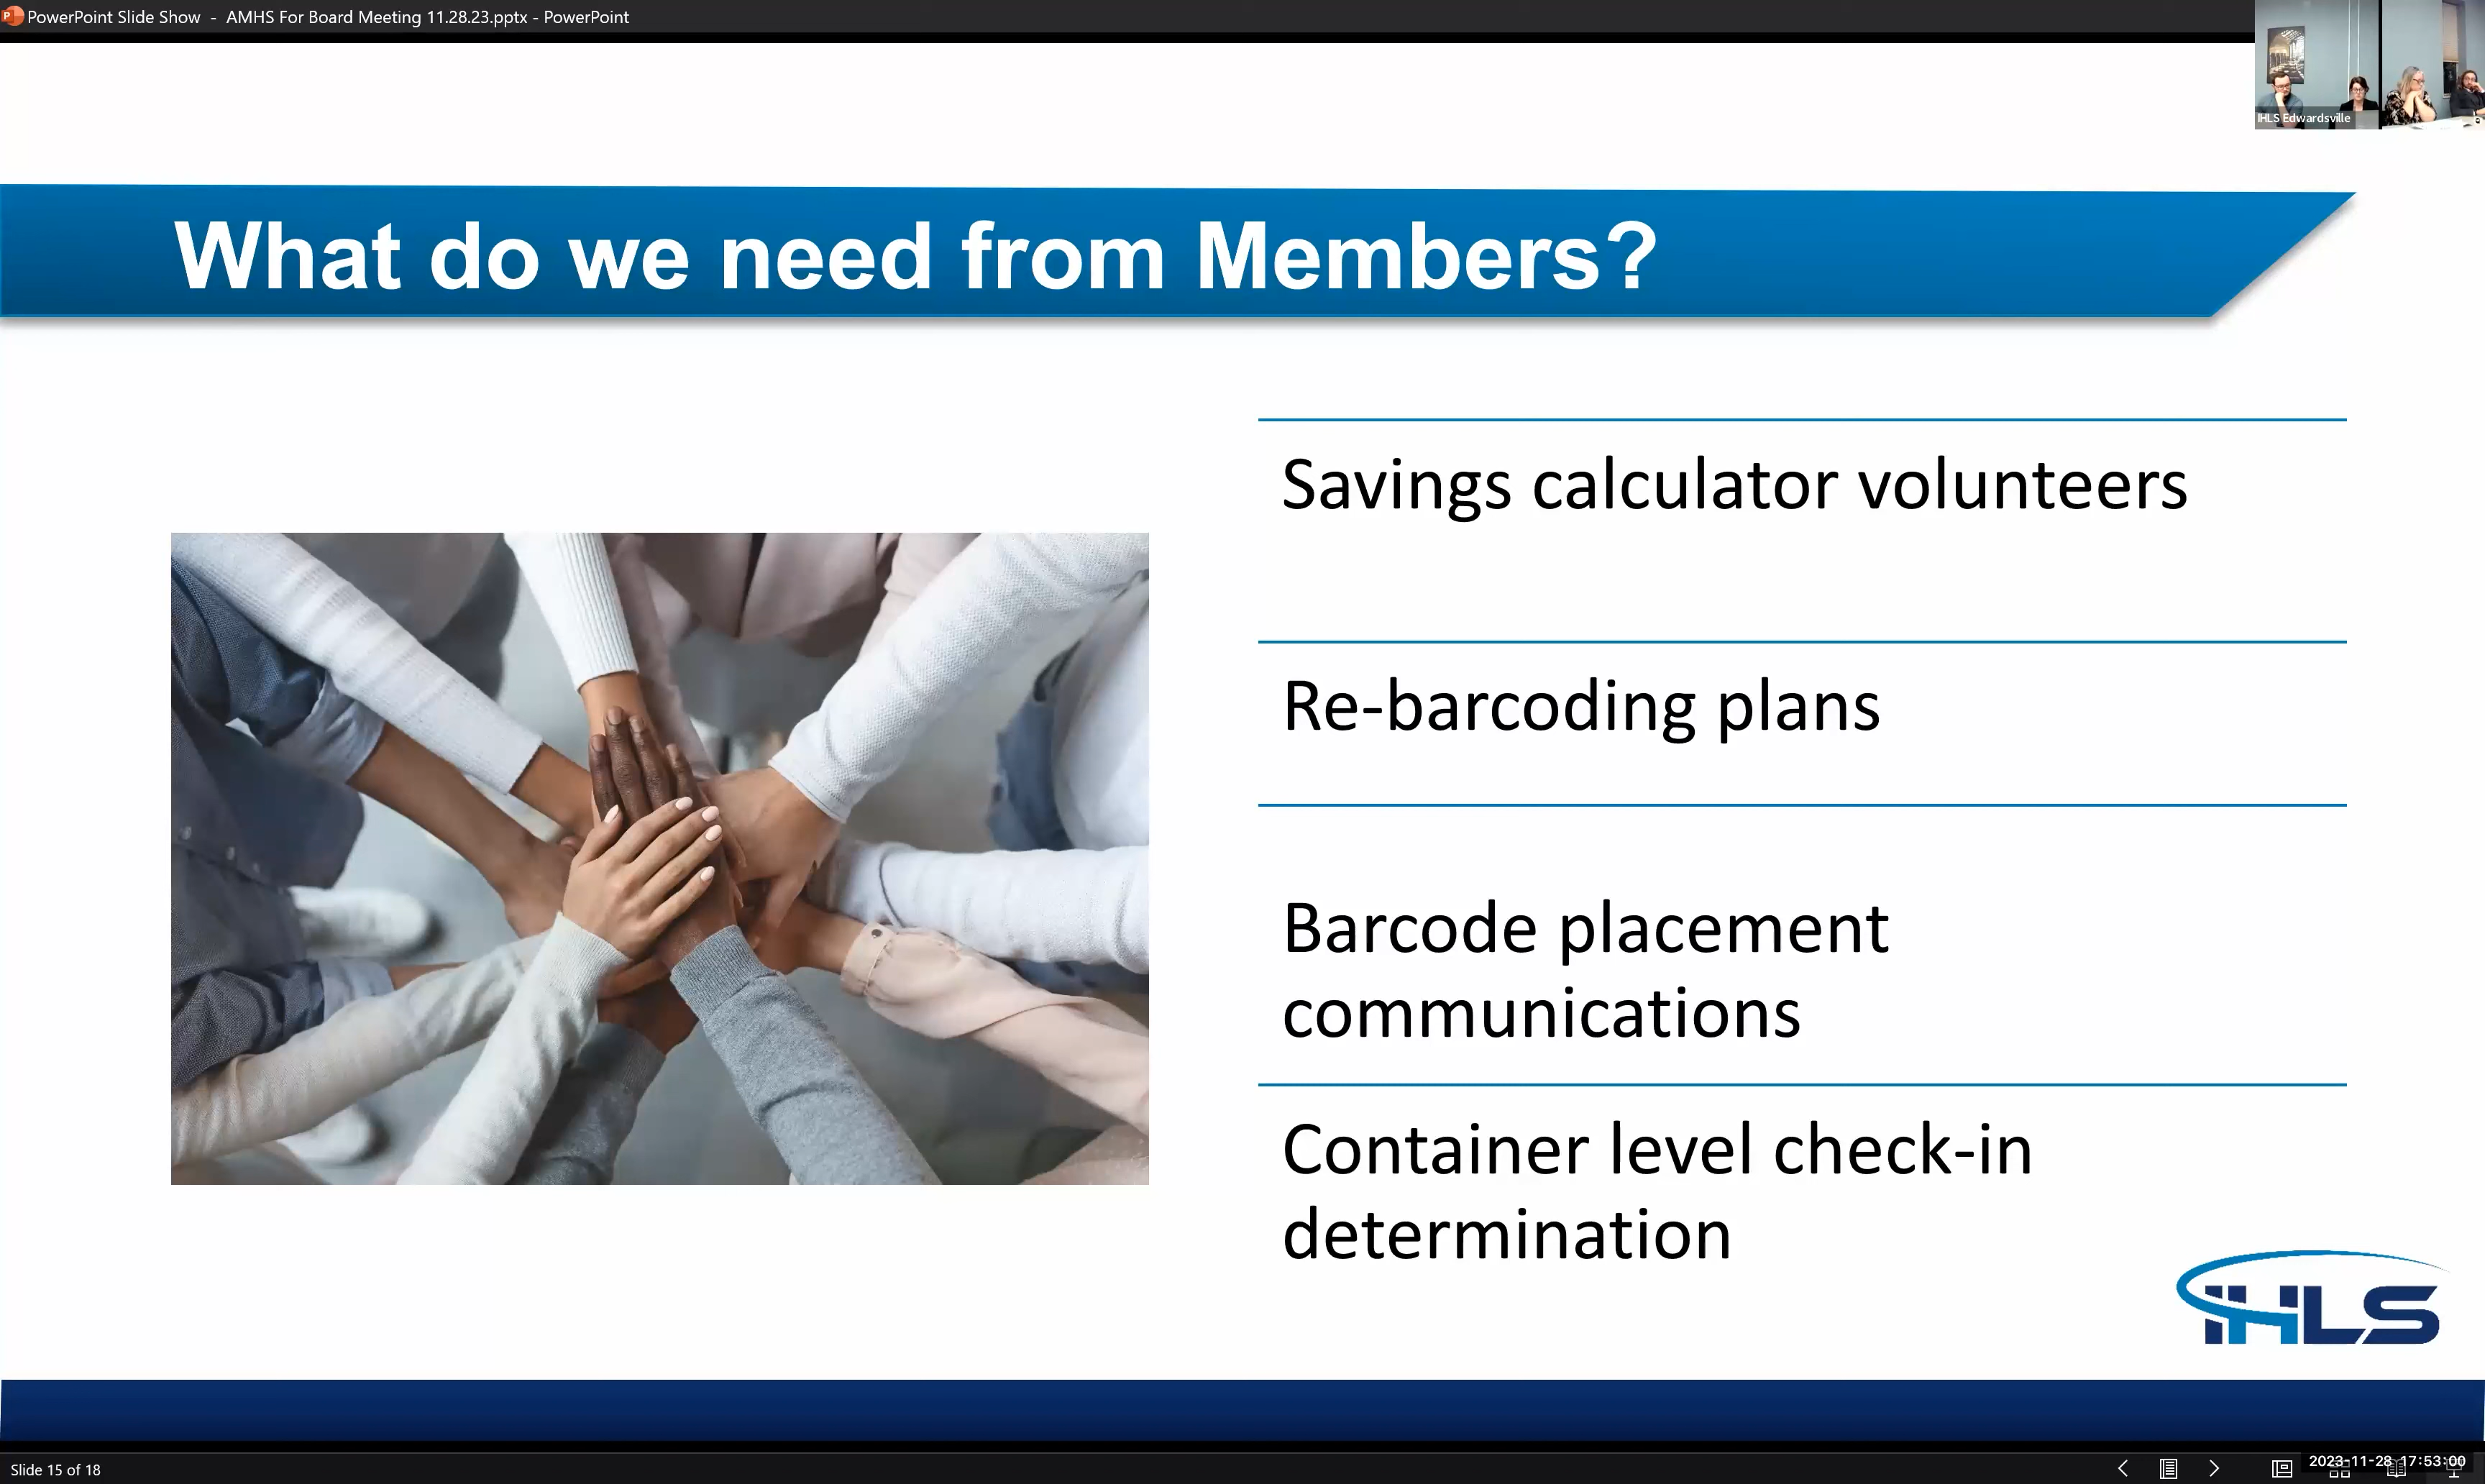 PowerPoint Slide Show - AMHS For Board Meeting 11.28.23.pptx - PowerPoint
IHLS Edwardsville
What do we need from Members?
Savings calculator volunteers
Re-barcoding plans
Barcode placement
communications
Container level check-in
determination
IHLS
Slide 15 of 18
2023-11-28 17:53:00